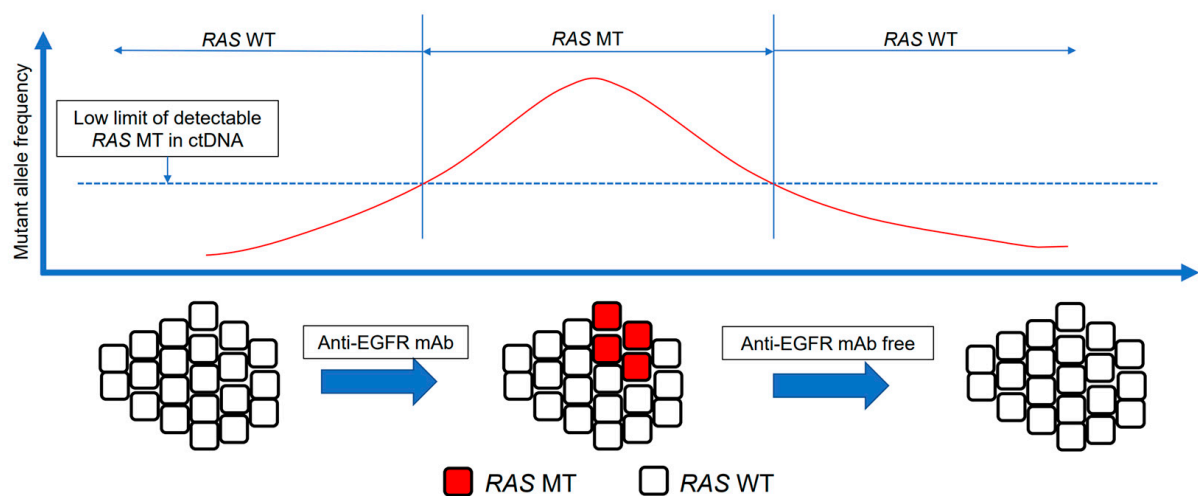 RAS WT
RAS MT
RAS WT
Mutant allele frequency
Low limit of detectable
RAS MT in ctDNA
Anti-EGFR mAb
Anti-EGFR mAb free
RAS MT
RAS WT